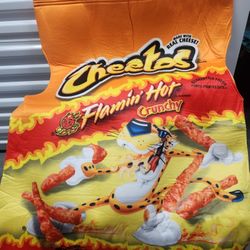 MADE WITH
REAL CHEESE!
Cheetos
Flamin' Hot
Crunchy